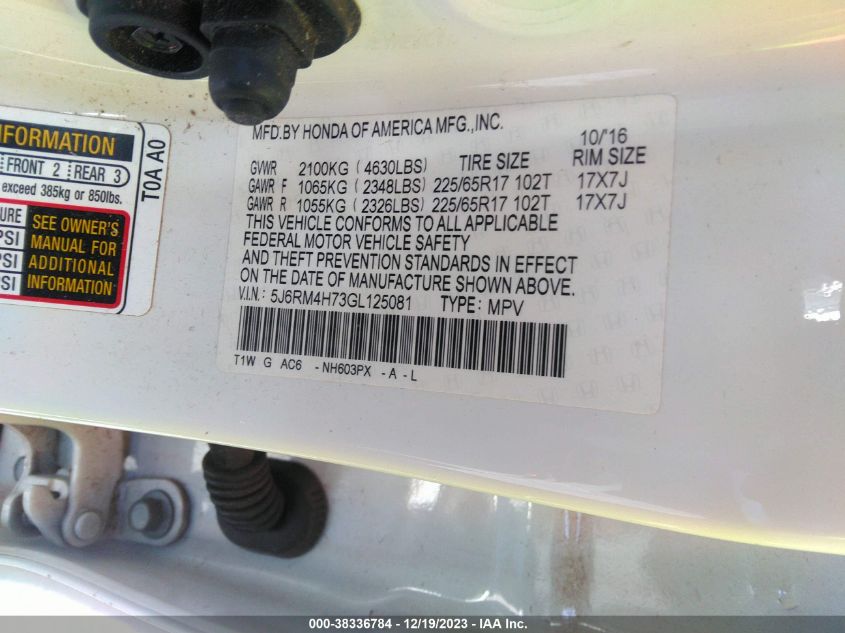 NFORMATION
FRONT 2 REAR 3
exceed 385kg or 850lbs.
URE
PSI
PSI
PSI
SEE OWNER'S
MANUAL FOR
ADDITIONAL
INFORMATION
T0A A0
MFD.BY HONDA OF AMERICA MFG.,INC. 10/'16
GVWR 2100KG ( 4630LBS) TIRE SIZE RIM SIZE
GAWR F 1065KG ( 2348LBS) 225/65R17 102T 17X7J
GAWR R 1055KG ( 2326LBS) 225/65R17 102T 17X7J
THIS VEHICLE CONFORMS TO ALL APPLICABLE
FEDERAL MOTOR VEHICLE SAFETY
AND THEFT PREVENTION STANDARDS IN EFFECT
ON THE DATE OF MANUFACTURE SHOWN ABOVE.
V.I.N.: 5J6RM4H73GL125081 TYPE: MPV
T1W G AC6 - NH603PX - A - L
000-38336784 - 12/19/2023 - IAA Inc.